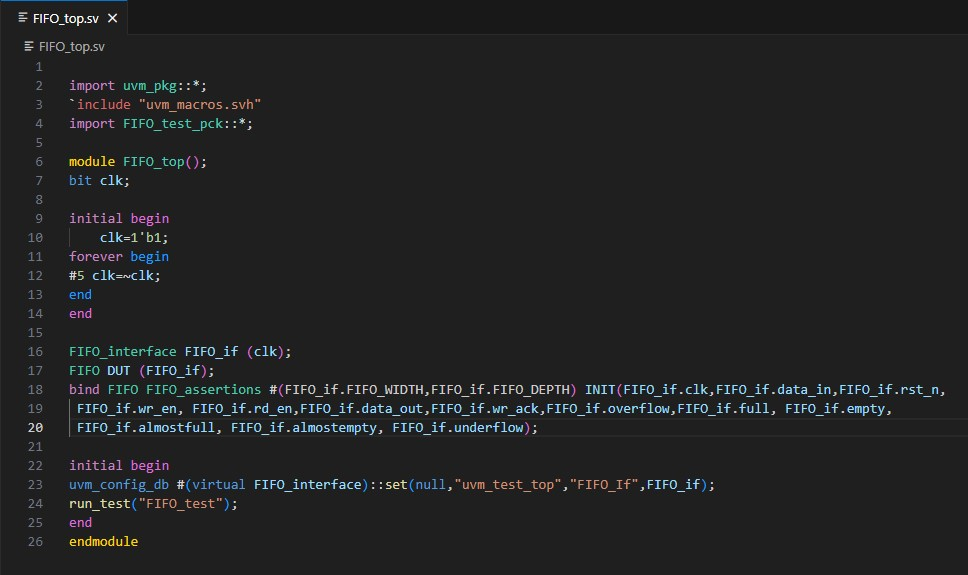 FIFO_top.sv ×
FIFO_top.sv
1
2 import uvm_pkg::*;
3 `include "uvm_macros.svh"
4 import FIFO_test_pck::*;
5
6 module FIFO_top();
7 bit clk;
8
9 initial begin
10     clk=1'b1;
11 forever begin
12 #5 clk=~clk;
13 end
14 end
15
16 FIFO_interface FIFO_if (clk);
17 FIFO DUT (FIFO_if);
18 bind FIFO FIFO_assertions #(FIFO_if.FIFO_WIDTH,FIFO_if.FIFO_DEPTH) INIT(FIFO_if.clk,FIFO_if.data_in,FIFO_if.rst_n,
19  FIFO_if.wr_en, FIFO_if.rd_en,FIFO_if.data_out,FIFO_if.wr_ack,FIFO_if.overflow,FIFO_if.full, FIFO_if.empty,
20  FIFO_if.almostfull, FIFO_if.almostempty, FIFO_if.underflow);
21
22 initial begin
23 uvm_config_db #(virtual FIFO_interface)::set(null,"uvm_test_top","FIFO_If",FIFO_if);
24 run_test("FIFO_test");
25 end
26 endmodule